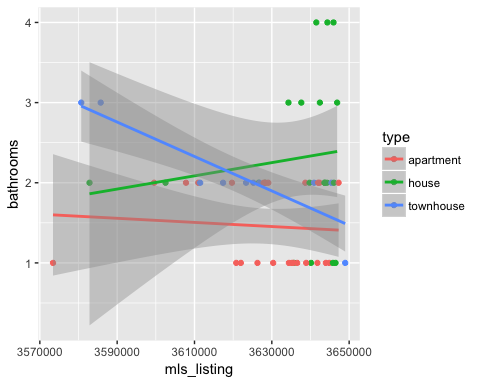 4
3
2
1
bathrooms
3570000 3590000 3610000 3630000 3650000
mls_listing
type
apartment
house
townhouse